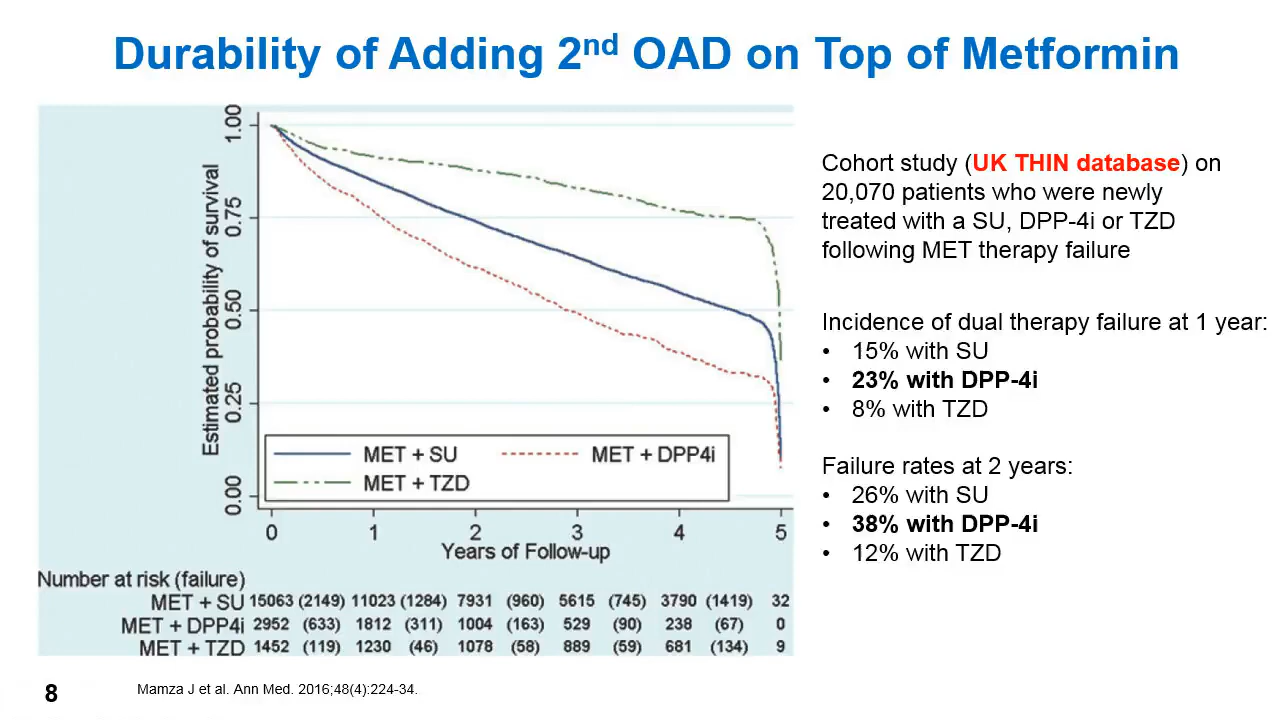 Durability of Adding 2nd OAD on Top of Metformin
Estimated probability of survival
1.00
0.75
0.50
0.25
0.00
MET + SU
MET + DPP4i
MET + TZD
0 1 2 3 4 5
Years of Follow-up
Number at risk (failure)
MET + SU 15063 (2149) 11023 (1284) 7931 (960) 5615 (745) 3790 (1419) 32
MET + DPP4i 2952 (633) 1812 (311) 1004 (163) 529 (90) 238 (67) 0
MET + TZD 1452 (119) 1230 (46) 1078 (58) 889 (59) 681 (134) 9
Cohort study (UK THIN database) on
20,070 patients who were newly
treated with a SU, DPP-4i or TZD
following MET therapy failure
Incidence of dual therapy failure at 1 year:
• 15% with SU
• 23% with DPP-4i
• 8% with TZD
Failure rates at 2 years:
• 26% with SU
• 38% with DPP-4i
• 12% with TZD
8
Mamza J et al. Ann Med. 2016;48(4):224-34.